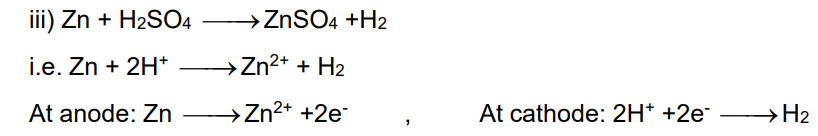 iii) Zn + H₂SO₄ ⟶ ZnSO₄ +H₂
i.e. Zn + 2H⁺ ⟶ Zn²⁺ + H₂
At anode: Zn ⟶ Zn²⁺ +2e⁻ , At cathode: 2H⁺ +2e⁻ ⟶ H₂